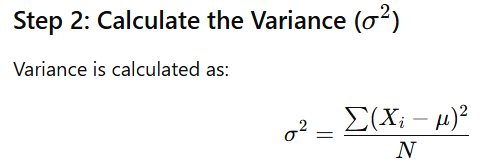 Step 2: Calculate the Variance (σ²)
Variance is calculated as:
σ² = ∑(Xᵢ − μ)² / N